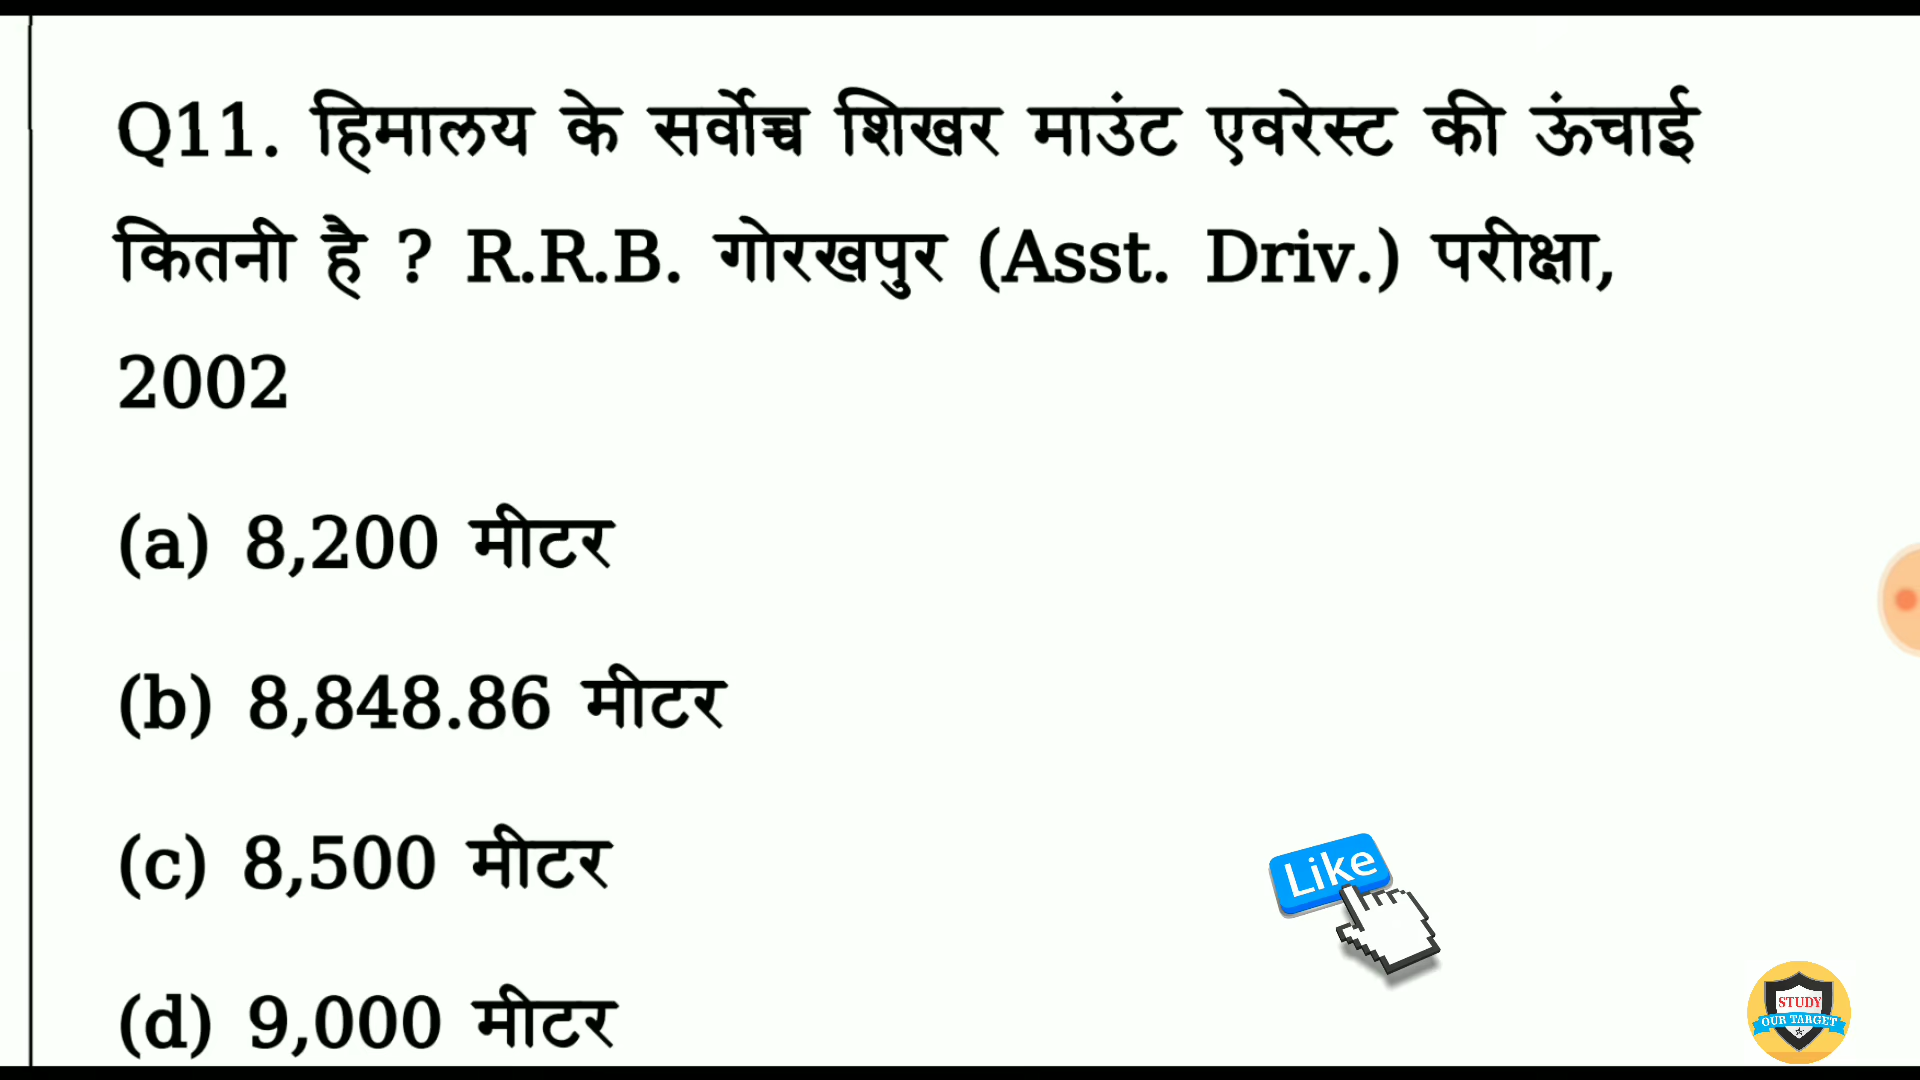 Q11. हिमालय के सर्वोच्च शिखर माउंट एवरेस्ट की ऊंचाई
कितनी है ? R.R.B. गोरखपुर (Asst. Driv.) परीक्षा,
2002
(a) 8,200 मीटर
(b) 8,848.86 मीटर
(c) 8,500 मीटर
Like
(d) 9,000 मीटर
STUDY
OUR TARGET